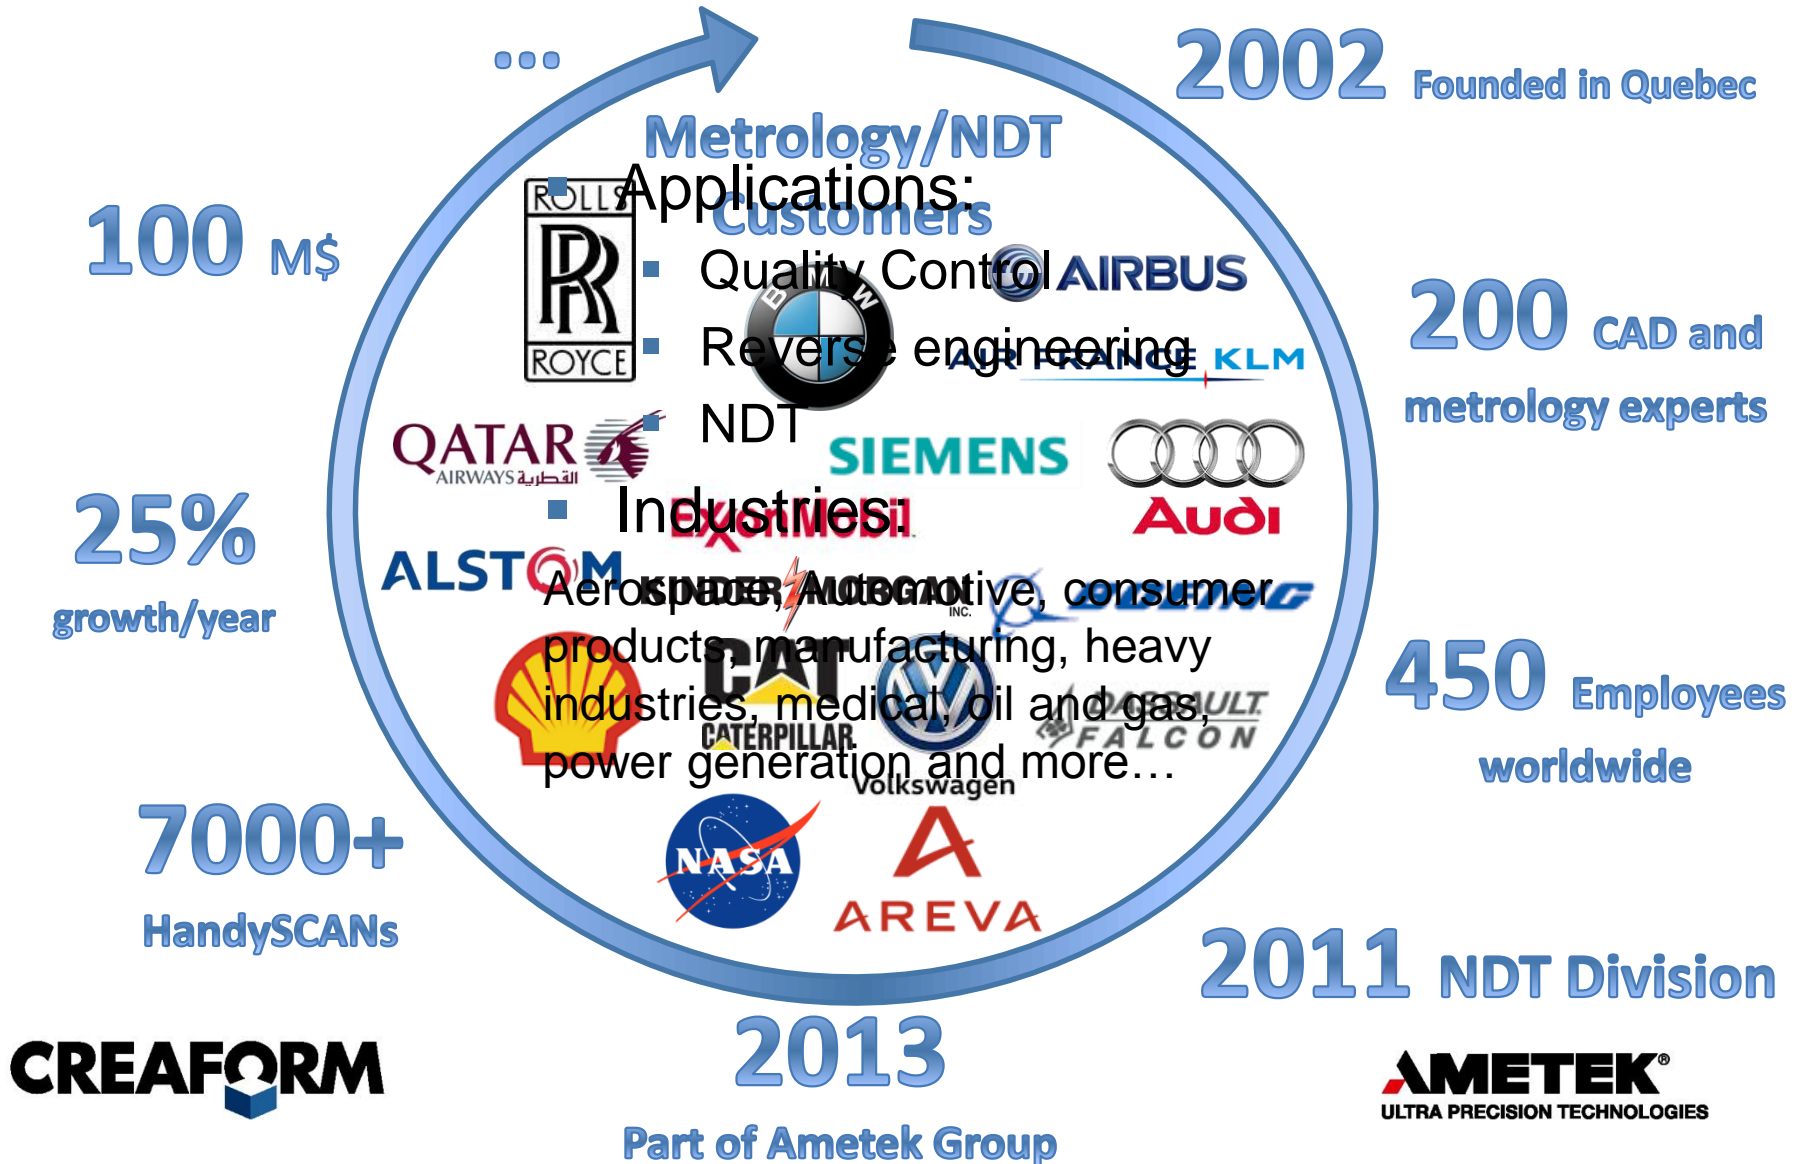 ...
2002 Founded in Quebec
Metrology/NDT
Customers
100 M$
200 CAD and
metrology experts
25%
growth/year
450 Employees
worldwide
7000+
HandySCANs
2011 NDT Division
2013
Part of Ametek Group
Applications:
Quality Control
Reverse engineering
NDT
Industries:
Aerospace, Automotive, consumer
products, manufacturing, heavy
industries, medical, oil and gas,
power generation and more…
ROLLS
RR
ROYCE
BMW
AIRBUS
AIR FRANCE KLM
QATAR
AIRWAYS القطرية
SIEMENS
Audi
ExxonMobil
ALSTOM
KINDER MORGAN
INC.
BOEING
CAT
CATERPILLAR
Volkswagen
DASSAULT
FALCON
NASA
AREVA
CREAFORM
AMETEK®
ULTRA PRECISION TECHNOLOGIES